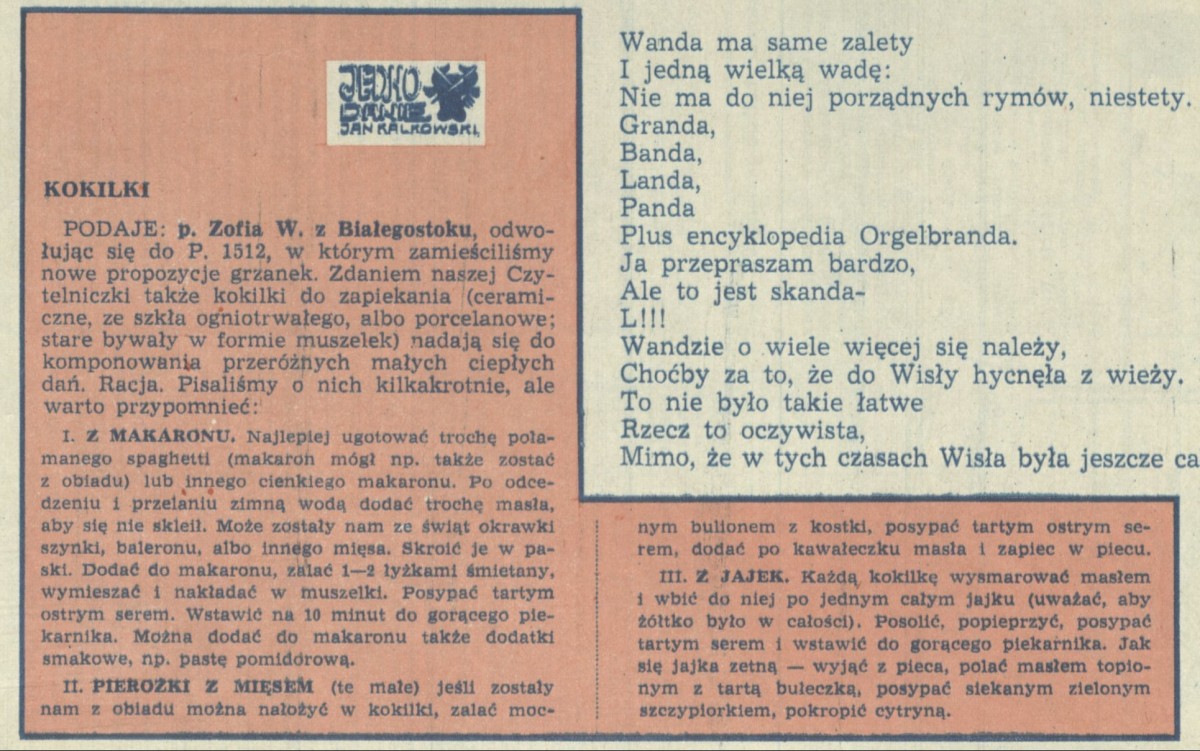 JEDNO
DANIE
JAN KALKOWSKI
KOKILKI
PODAJE: p. Zofia W. z Białegostoku, odwo-
łując się do P. 1512, w którym zamieściliśmy
nowe propozycje grzanek. Zdaniem naszej Czy-
telniczki także kokilki do zapiekania (cerami-
czne, ze szkła ogniotrwałego, albo porcelanowe;
stare bywały w formie muszelek) nadają się do
komponowania przeróżnych małych ciepłych
dań. Racja. Pisaliśmy o nich kilkakrotnie, ale
warto przypomnieć:
I. Z MAKARONU. Najlepiej ugotować trochę poła-
manego spaghetti (makaron mógł np. także zostać
z obiadu) lub innego cienkiego makaronu. Po odce-
dzeniu i przelaniu zimną wodą dodać trochę masła,
aby się nie skleił. Może zostały nam ze świąt okrawki
szynki, baleronu, albo innego mięsa. Skroić je w pa-
ski. Dodać do makaronu, zalać 1—2 łyżkami śmietany,
wymieszać i nakładać w muszelki. Posypać tartym
ostrym serem. Wstawić na 10 minut do gorącego pie-
karnika. Można dodać do makaronu także dodatki
smakowe, np. pastę pomidorową.
II. PIEROŻKI Z MIĘSEM (te małe) jeśli zostały
nam z obiadu można nałożyć w kokilki, zalać moc-
nym bulionem z kostki, posypać tartym ostrym se-
rem, dodać po kawałeczku masła i zapiec w piecu.
III. Z JAJEK. Każdą kokilkę wysmarować masłem
i wbić do niej po jednym całym jajku (uważać, aby
żółtko było w całości). Posolić, popieprzyć, posypać
tartym serem i wstawić do gorącego piekarnika. Jak
się jajka zetną — wyjąć z pieca, polać masłem topio-
nym z tartą bułeczką, posypać siekanym zielonym
szczypiorkiem, pokropić cytryną.
Wanda ma same zalety
I jedną wielką wadę:
Nie ma do niej porządnych rymów, niestety.
Granda,
Banda,
Landa,
Panda
Plus encyklopedia Orgelbranda.
Ja przepraszam bardzo,
Ale to jest skanda-
L!!!
Wandzie o wiele więcej się należy,
Choćby za to, że do Wisły hycnęła z wieży.
To nie było takie łatwe
Rzecz to oczywista,
Mimo, że w tych czasach Wisła była jeszcze